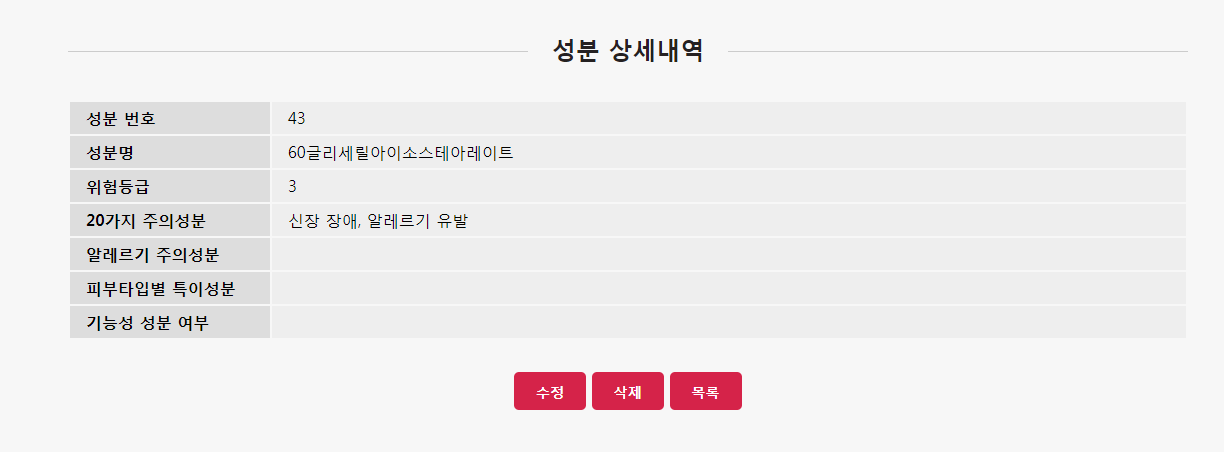 성분 상세내역
성분 번호 43
성분명 60글리세릴아이소스테아레이트
위험등급 3
20가지 주의성분 신장 장애, 알레르기 유발
알레르기 주의성분
피부타입별 특이성분
기능성 성분 여부
수정 삭제 목록